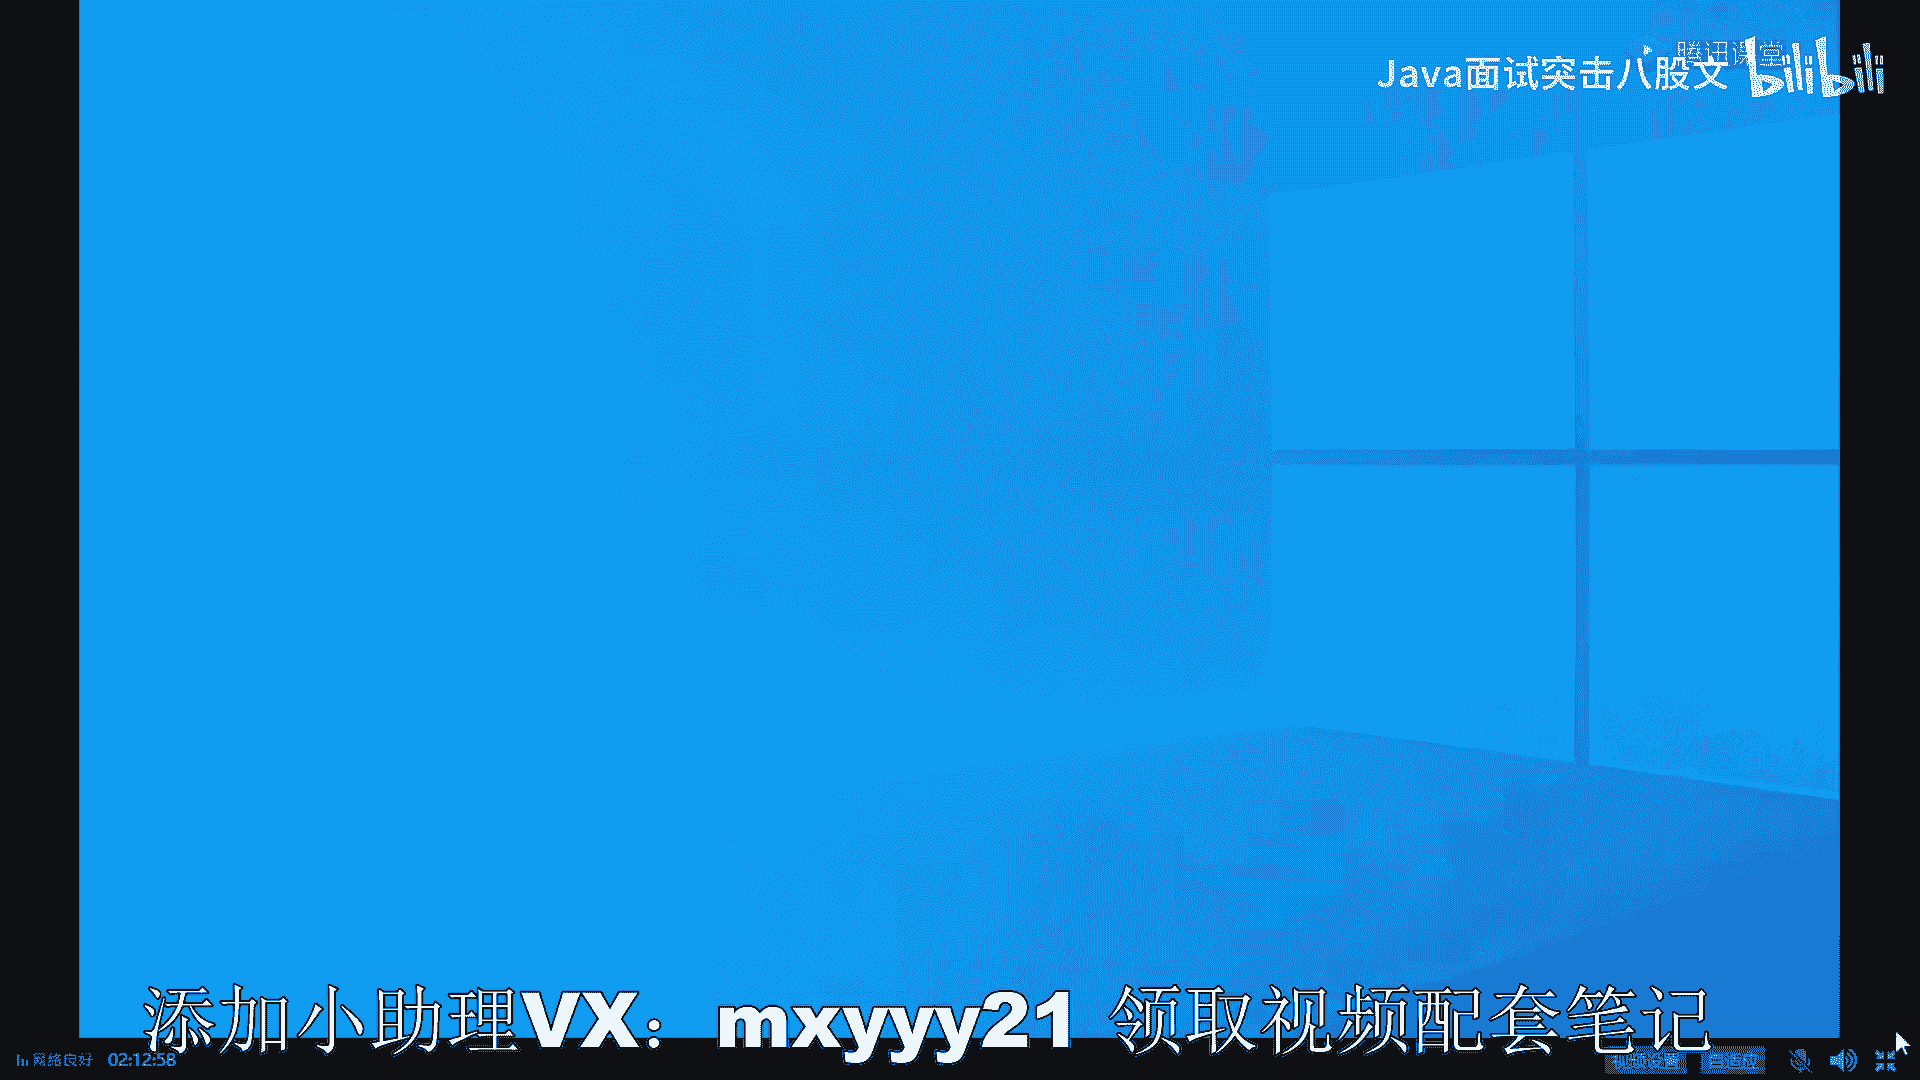 腾讯课堂
Java面试突击八股文 bilibili
添加小助理VX：mxyyy21 领取视频配套笔记
网络良好 02:12:58
视频设置 自适应